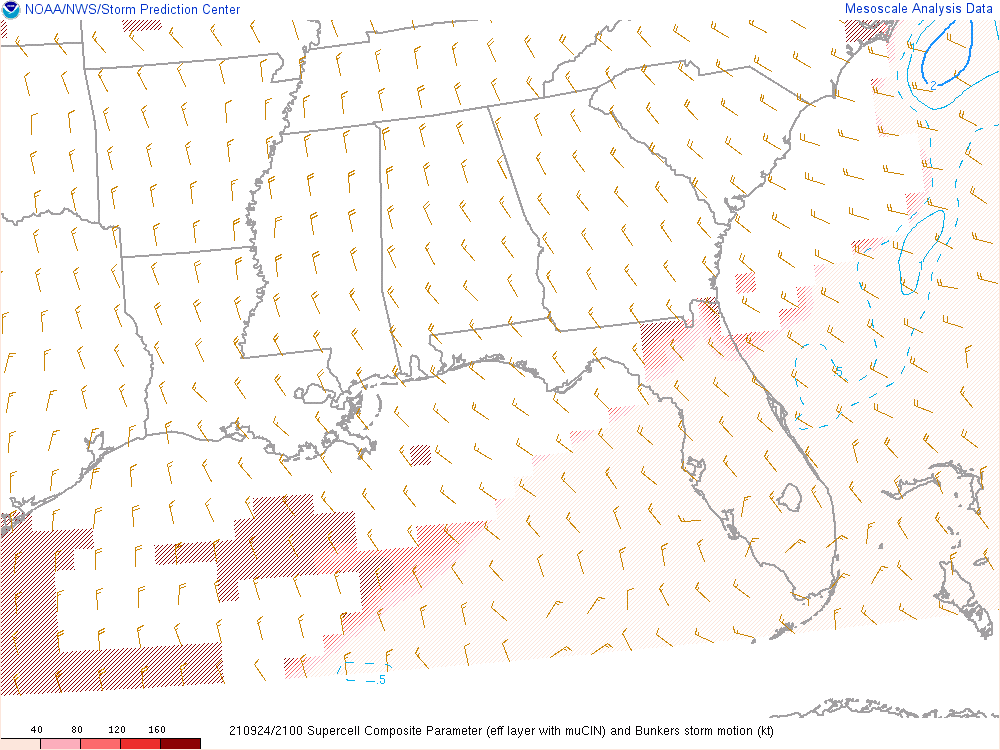 NOAA/NWS/Storm Prediction Center
Mesoscale Analysis Data
2
.5
.5
40 80 120 160
210924/2100 Supercell Composite Parameter (eff layer with muCIN) and Bunkers storm motion (kt)